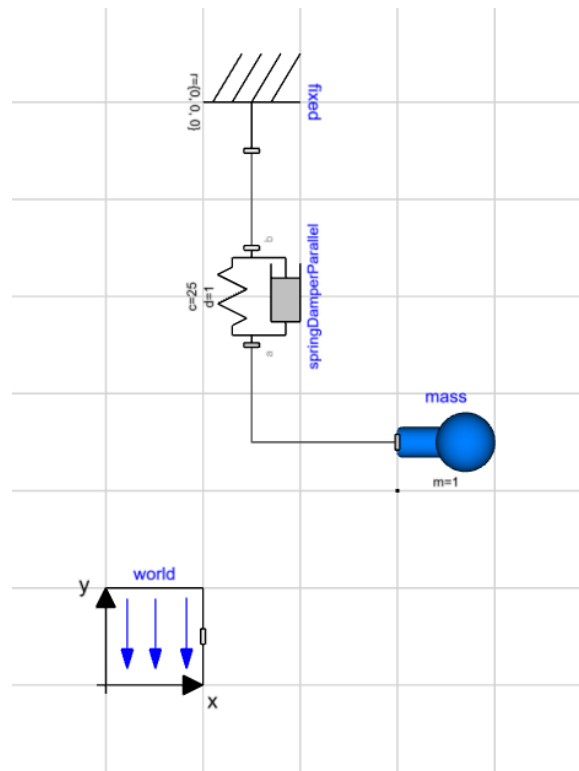 r={0, 0, 0}
fixed
b
c=25
d=1
springDamperParallel
a
mass
m=1
world
y
x